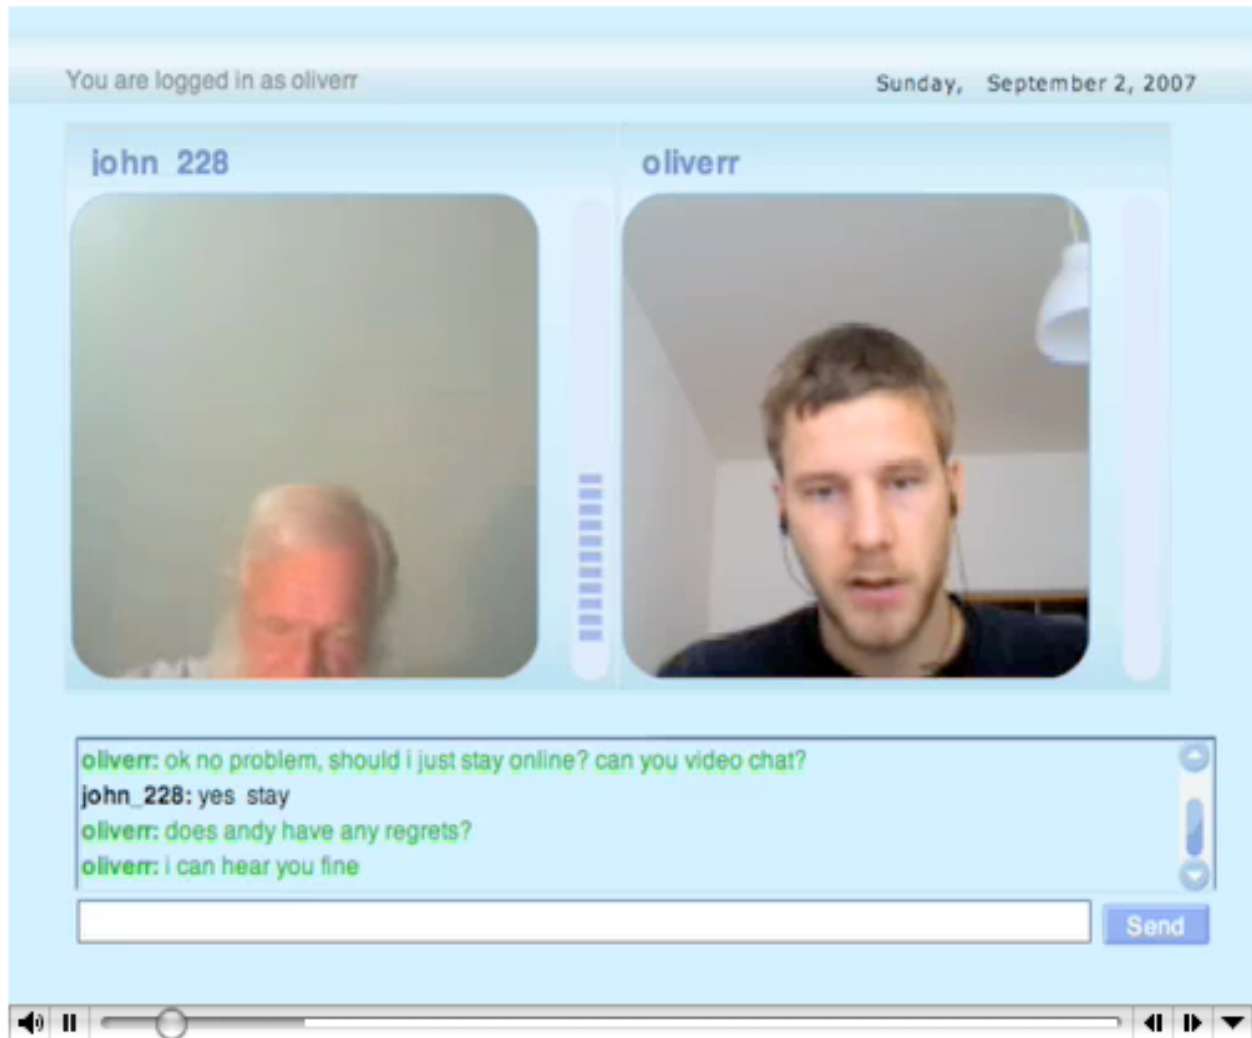 You are logged in as oliverr
Sunday, September 2, 2007
john_228
oliverr
oliverr: ok no problem, should i just stay online? can you video chat?
john_228: yes stay
oliverr: does andy have any regrets?
oliverr: i can hear you fine
Send